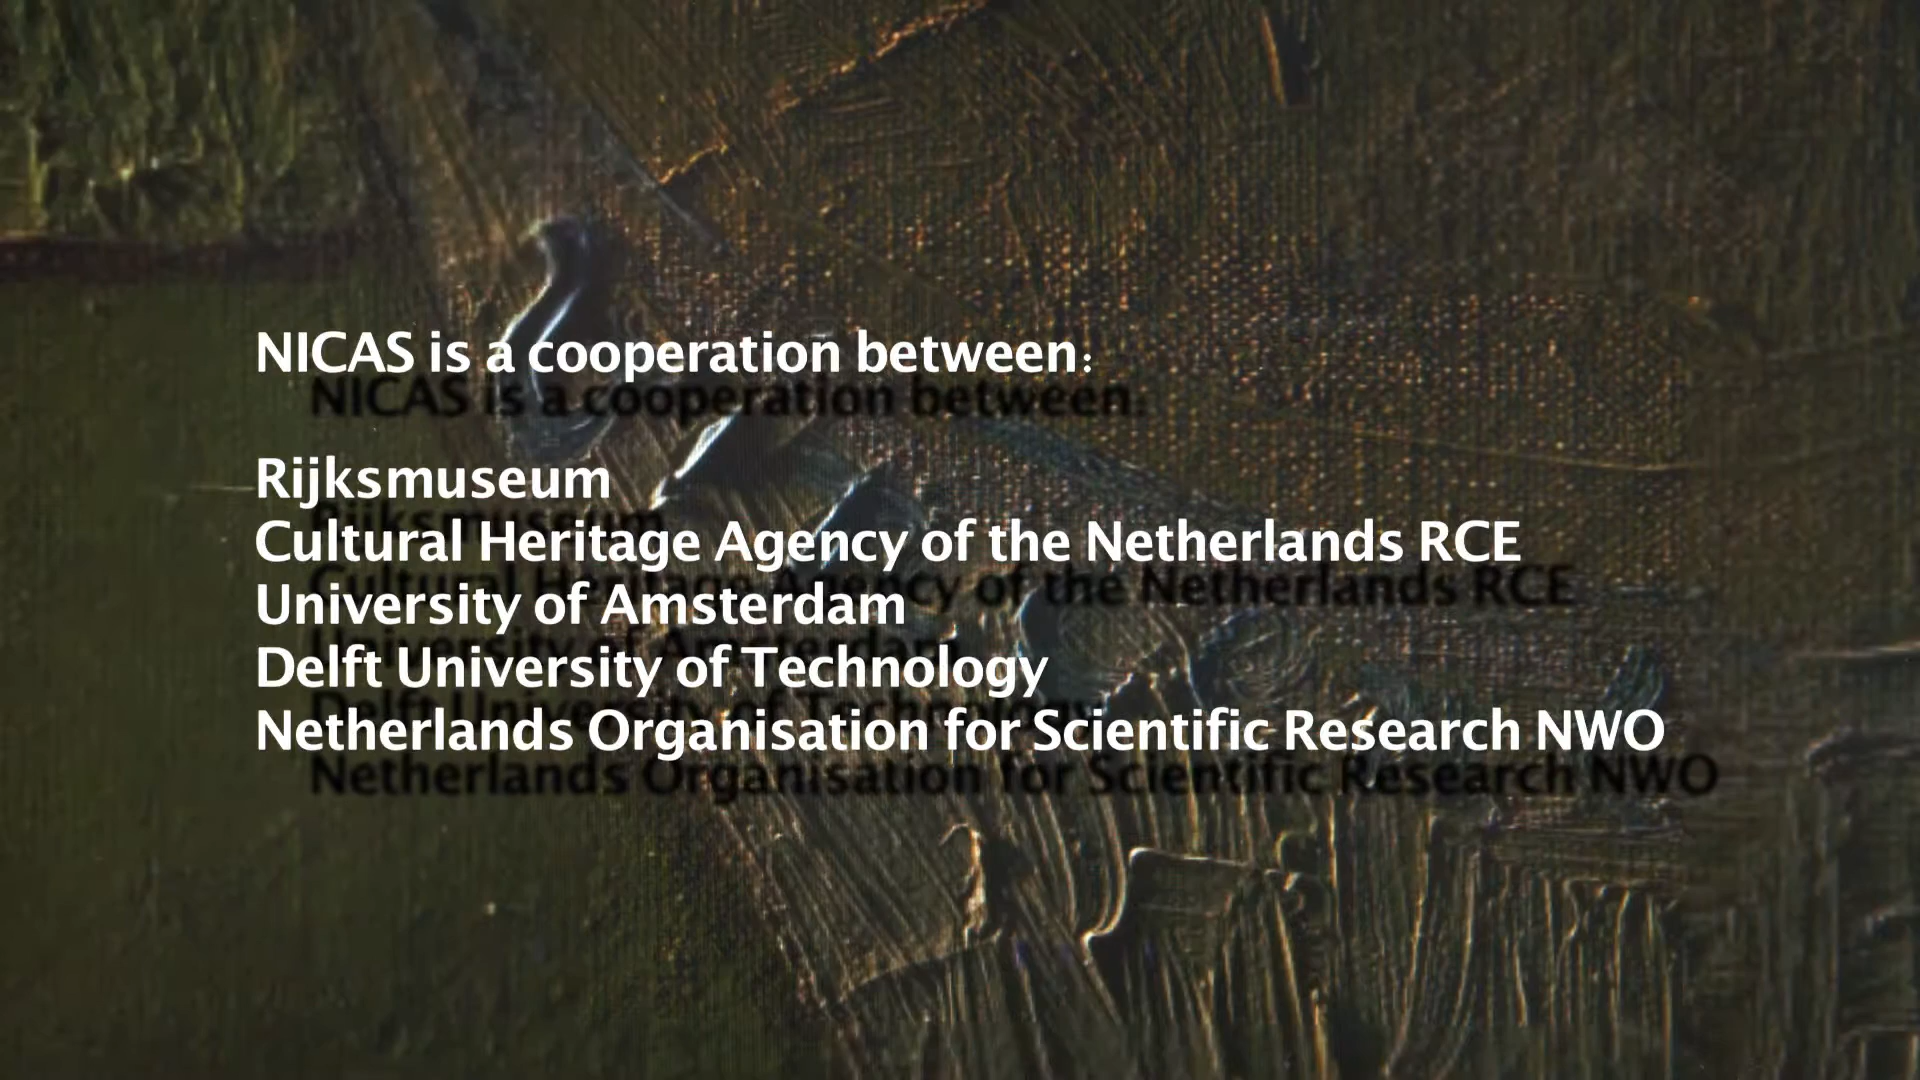 NICAS is a cooperation between:
Rijksmuseum
Cultural Heritage Agency of the Netherlands RCE
University of Amsterdam
Delft University of Technology
Netherlands Organisation for Scientific Research NWO